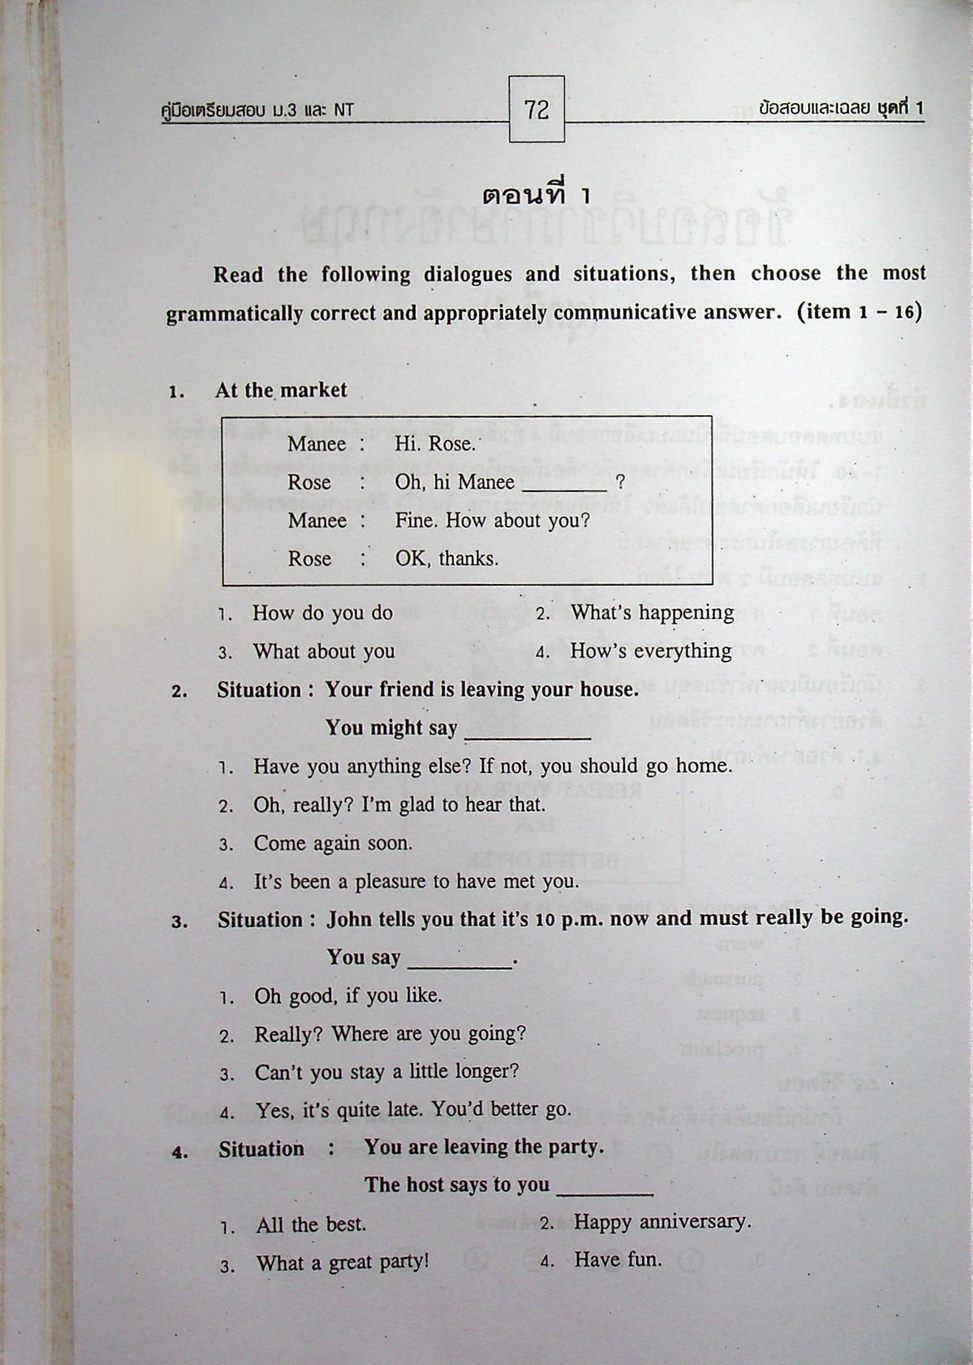 คู่มือเตรียมสอบ ม.3 และ NT
72
ข้อสอบและเฉลย ชุดที่ 1
ตอนที่ 1
Read the following dialogues and situations, then choose the most
grammatically correct and appropriately communicative answer. (item 1 - 16)
1. At the market
Manee : Hi. Rose.
Rose : Oh, hi Manee ________ ?
Manee : Fine. How about you?
Rose : OK, thanks.
1. How do you do 2. What's happening
3. What about you 4. How's everything
2. Situation : Your friend is leaving your house.
You might say ____________
1. Have you anything else? If not, you should go home.
2. Oh, really? I'm glad to hear that.
3. Come again soon.
4. It's been a pleasure to have met you.
3. Situation : John tells you that it's 10 p.m. now and must really be going.
You say __________.
1. Oh good, if you like.
2. Really? Where are you going?
3. Can't you stay a little longer?
4. Yes, it's quite late. You'd better go.
4. Situation : You are leaving the party.
The host says to you _________
1. All the best. 2. Happy anniversary.
3. What a great party! 4. Have fun.